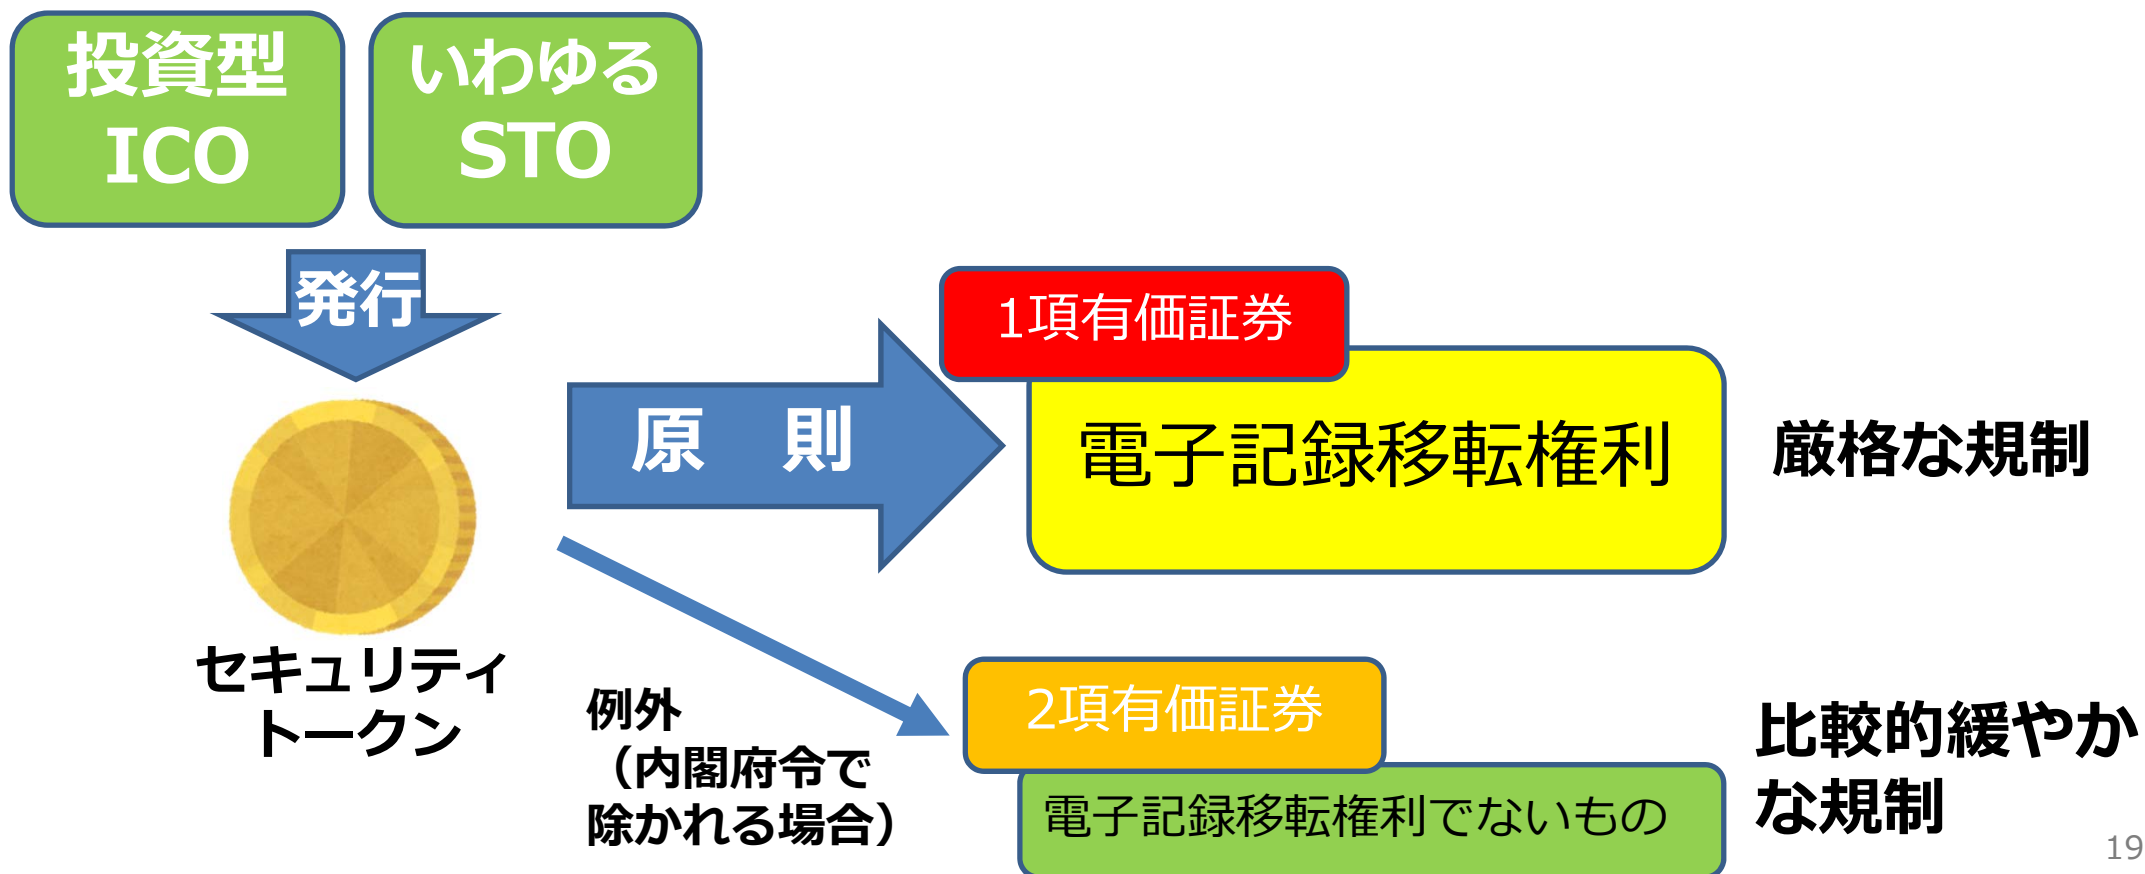 投資型
ICO
いわゆる
STO
発行
セキュリティ
トークン
原　則
1項有価証券
電子記録移転権利
厳格な規制
例外
（内閣府令で
除かれる場合）
2項有価証券
電子記録移転権利でないもの
比較的緩やか
な規制
19